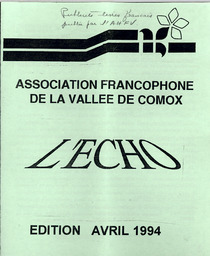 ASSOCIATION FRANCOPHONE
DE LA VALLEE DE COMOX
L'ECHO
EDITION AVRIL 1994